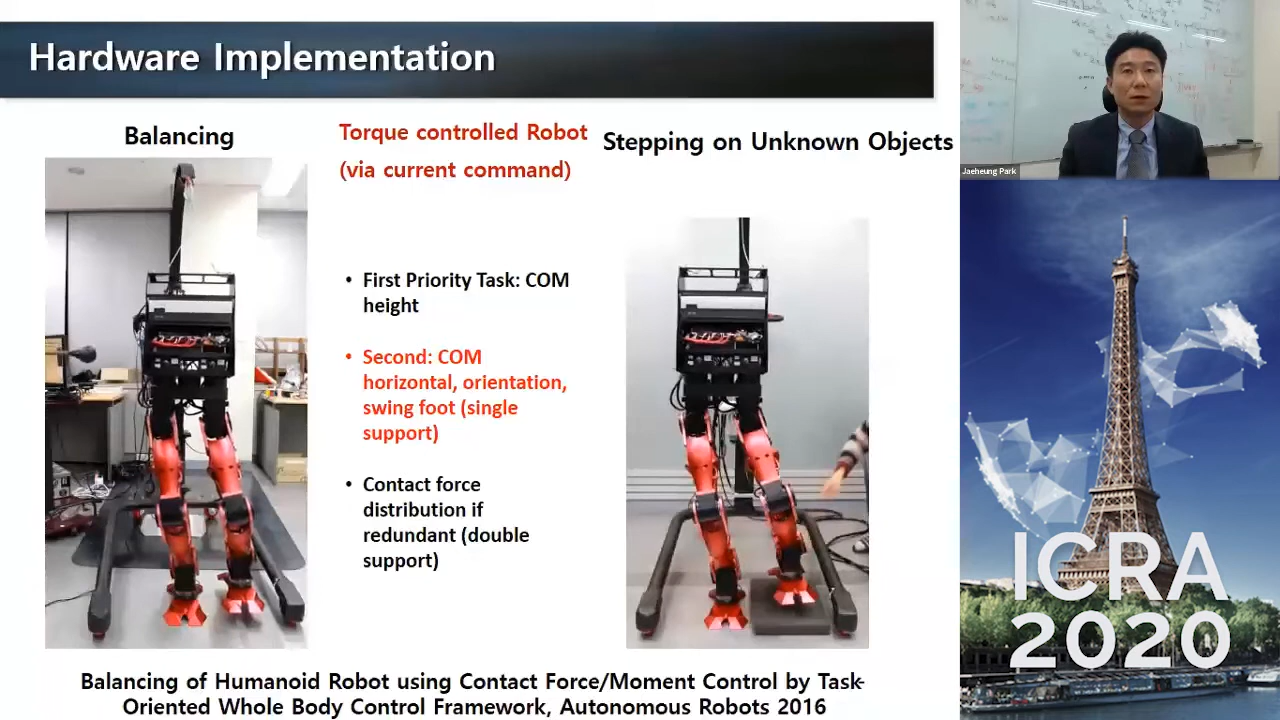 Hardware Implementation
Balancing
Torque controlled Robot
(via current command)
Stepping on Unknown Objects
• First Priority Task: COM
height
• Second: COM
horizontal, orientation,
swing foot (single
support)
• Contact force
distribution if
redundant (double
support)
Balancing of Humanoid Robot using Contact Force/Moment Control by Task-
Oriented Whole Body Control Framework, Autonomous Robots 2016
Jaeheung Park
ICRA
2020